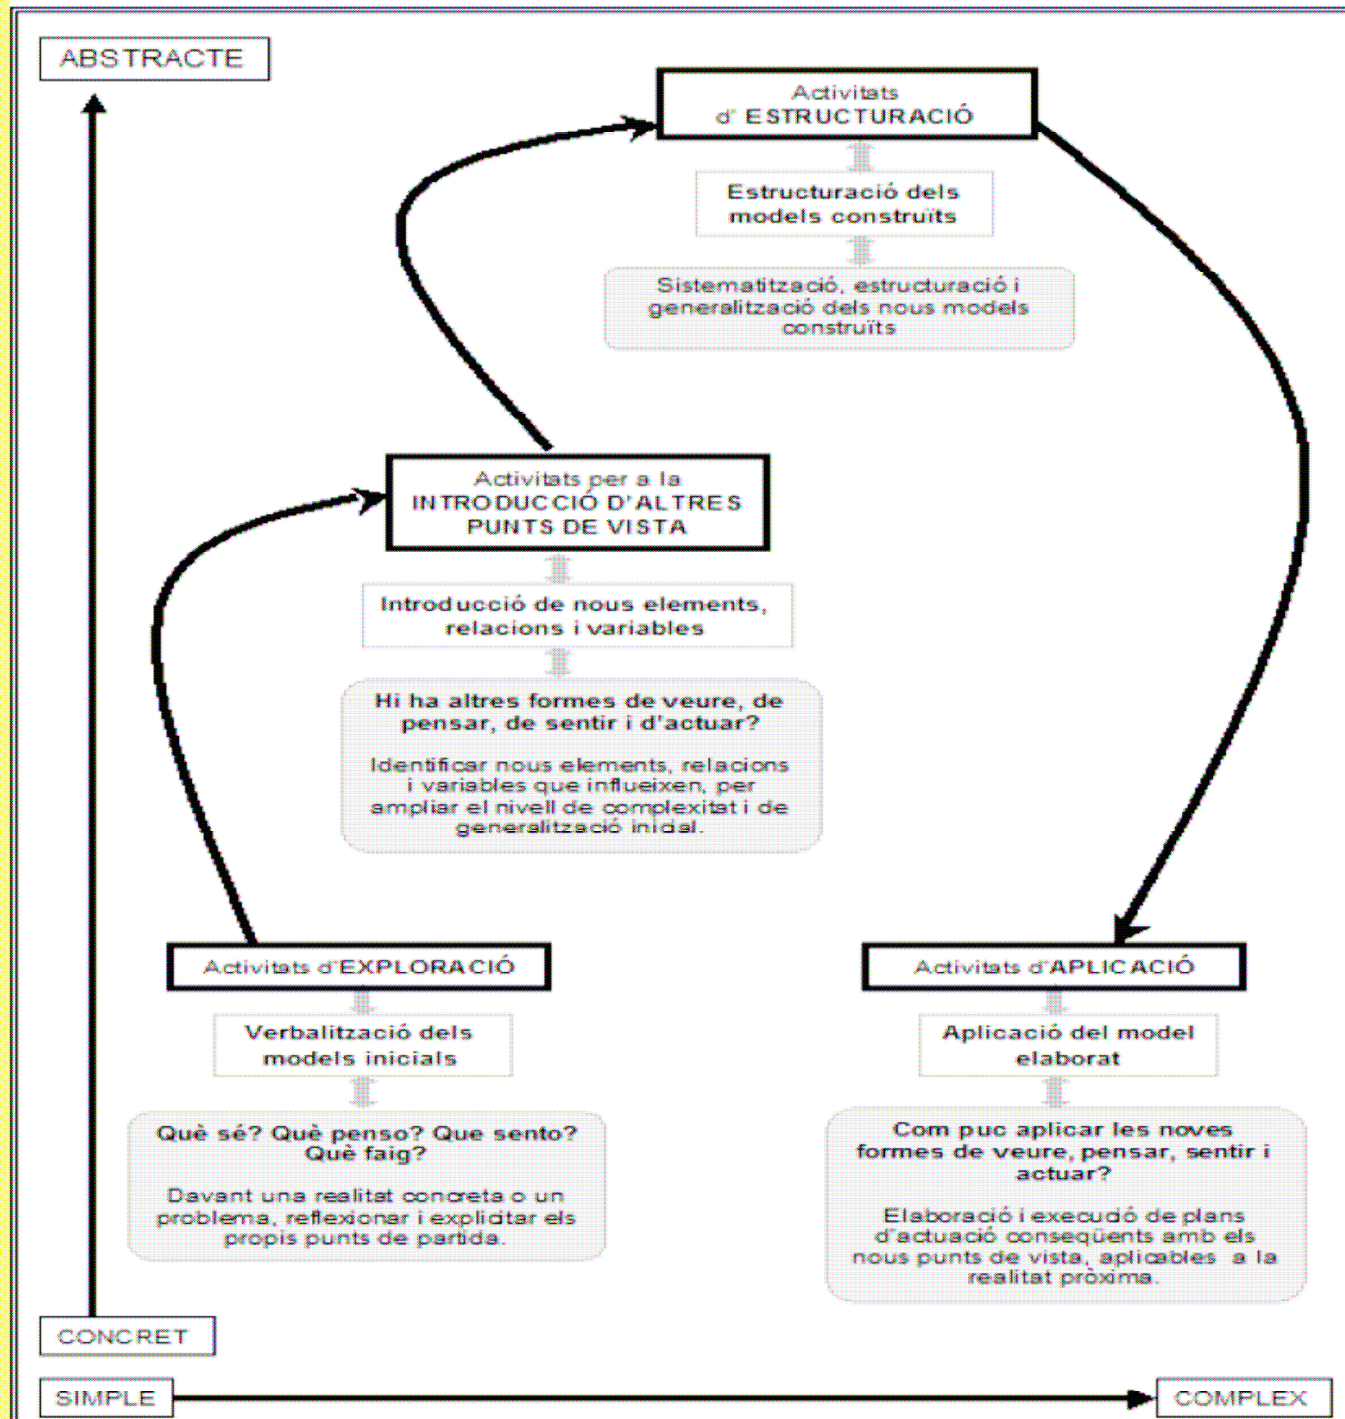 ABSTRACTE
Activitats
d' ESTRUCTURACIÓ
Estructuració dels
models construïts
Sistematització, estructuració i
generalització dels nous models
construïts
Activitats per a la
INTRODUCCIÓ D'ALTRES
PUNTS DE VISTA
Introducció de nous elements,
relacions i variables
Hi ha altres formes de veure, de
pensar, de sentir i d'actuar?
Identificar nous elements, relacions
i variables que influeixen, per
ampliar el nivell de complexitat i de
generalització inicial.
Activitats d'EXPLORACIÓ
Verbalització dels
models inicials
Què sé? Què penso? Que sento?
Què faig?
Davant una realitat concreta o un
problema, reflexionar i explicitar els
propis punts de partida.
Activitats d'APLICACIÓ
Aplicació del model
elaborat
Com puc aplicar les noves
formes de veure, pensar, sentir i
actuar?
Elaboració i execució de plans
d'actuació conseqüents amb els
nous punts de vista, aplicables a la
realitat pròxima.
CONCRET
SIMPLE
COMPLEX